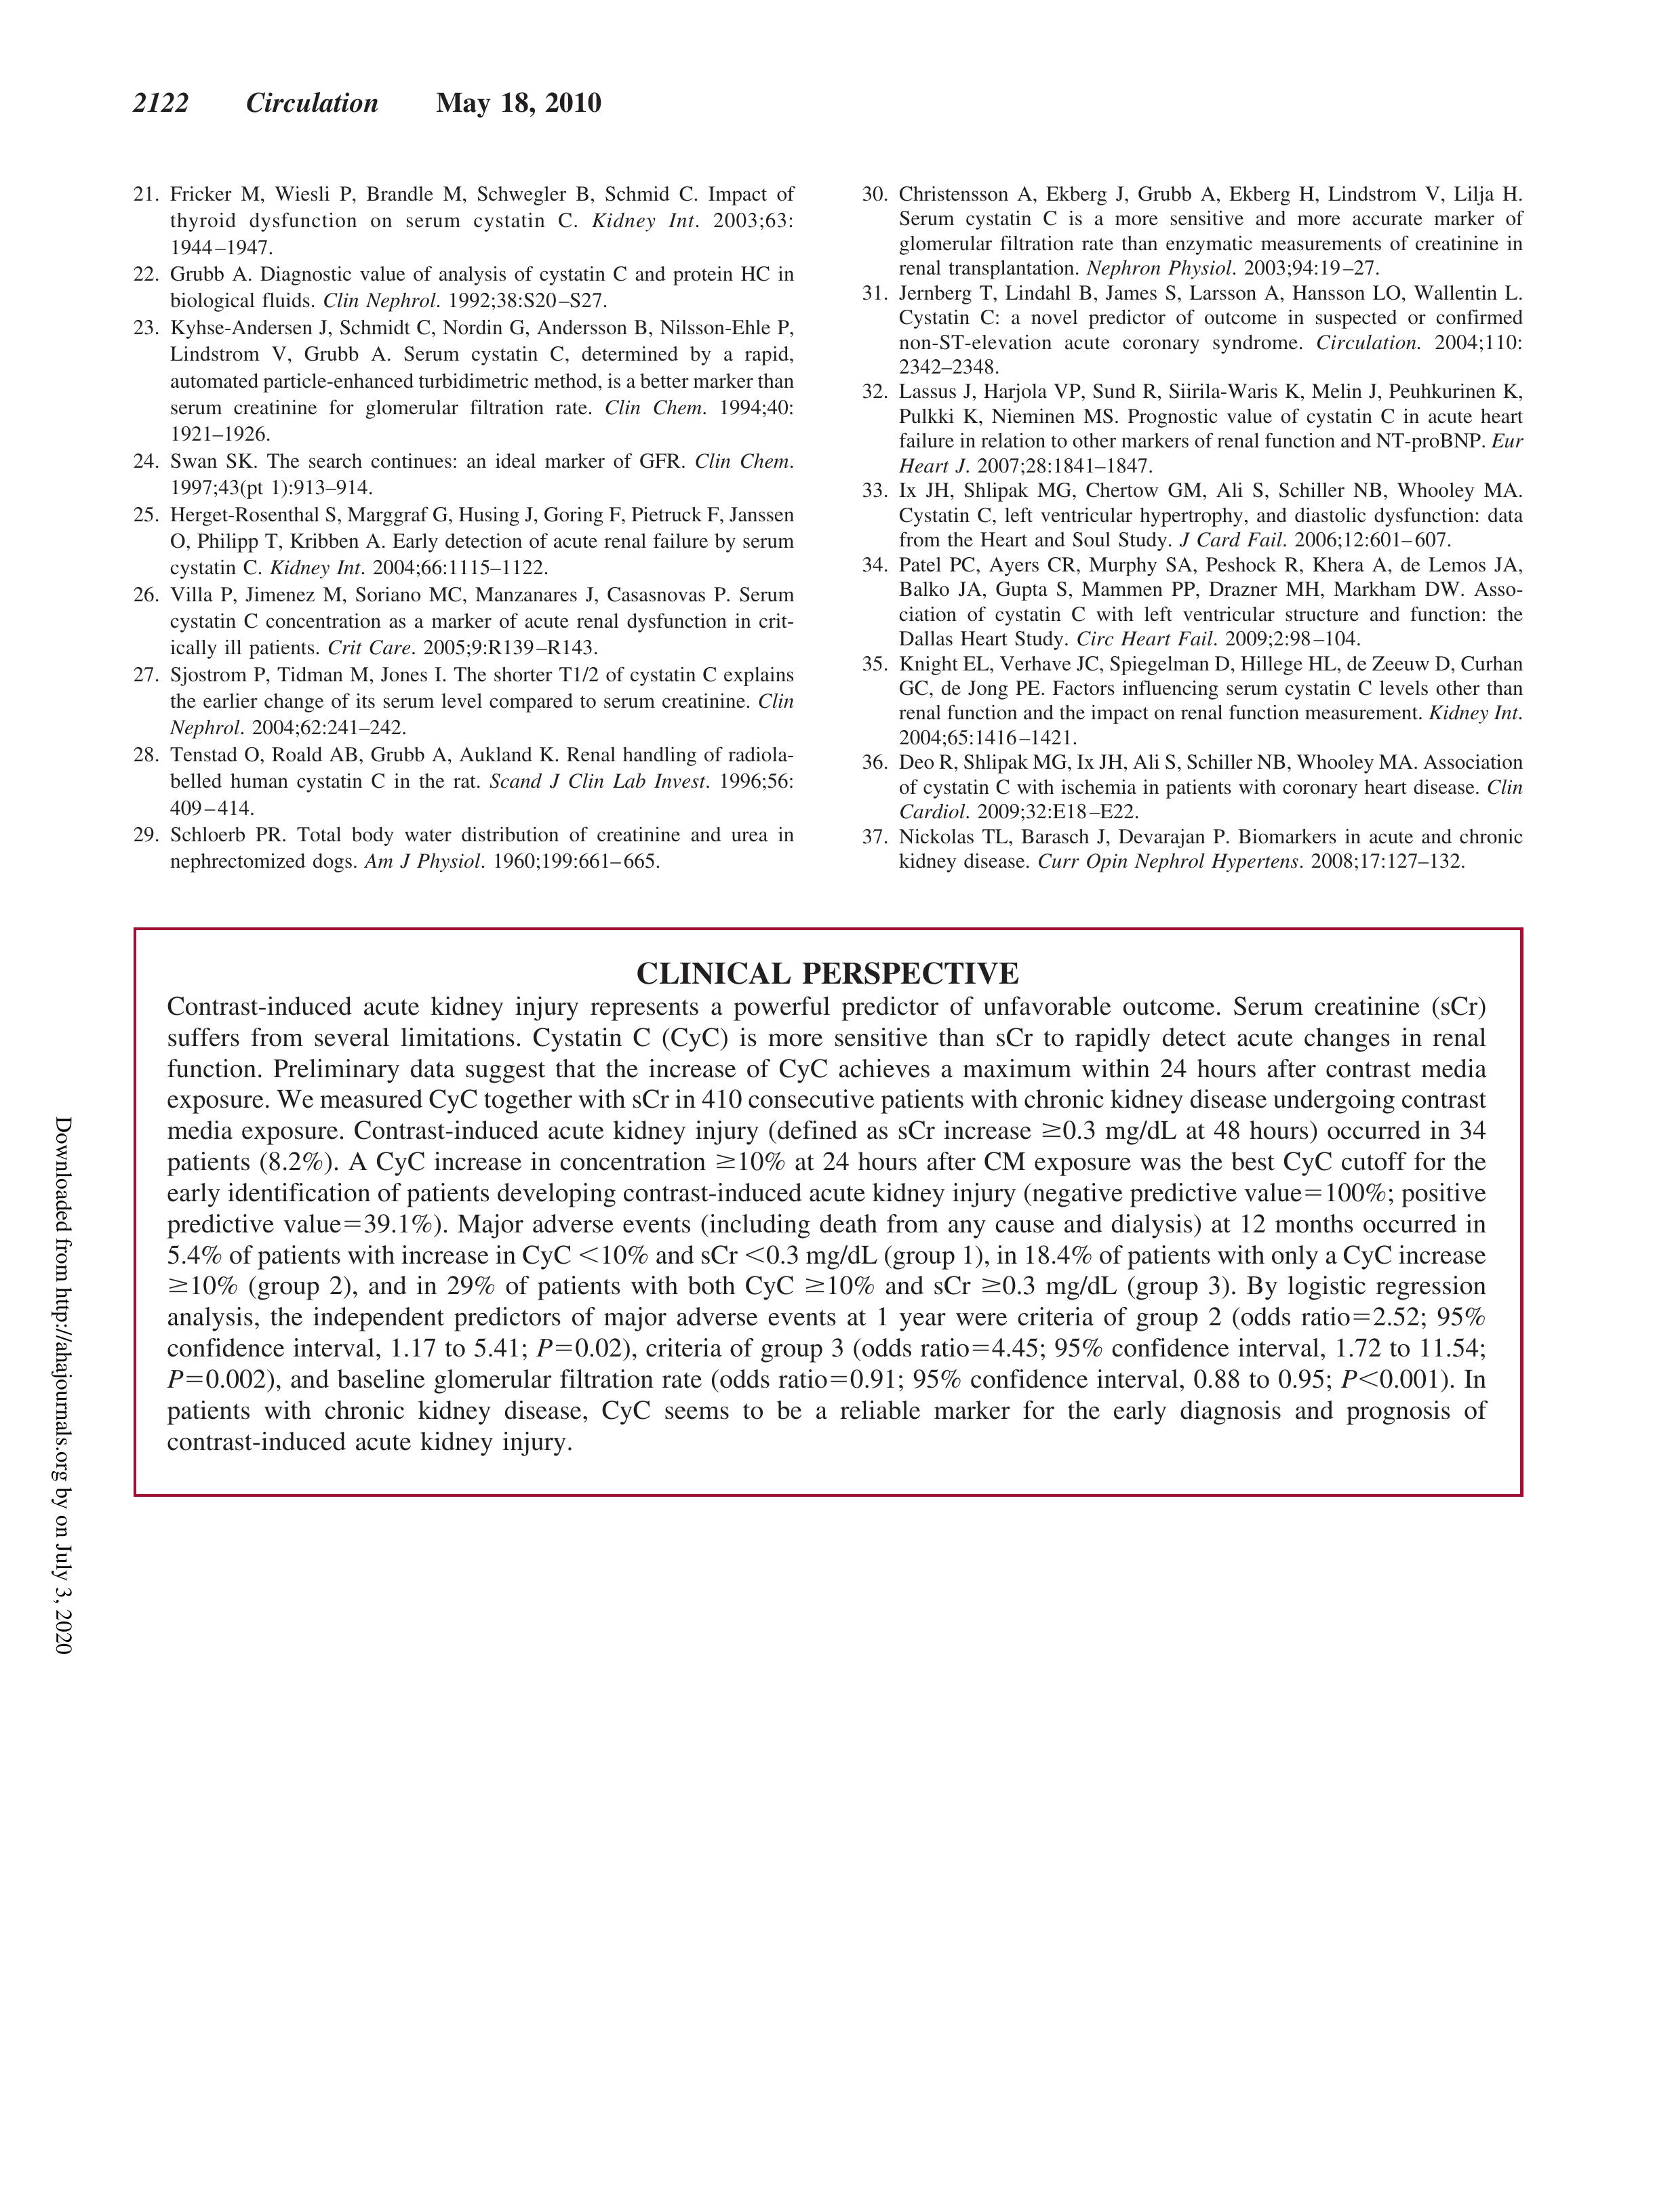 2122 Circulation May 18, 2010
21. Fricker M, Wiesli P, Brandle M, Schwegler B, Schmid C. Impact of
thyroid dysfunction on serum cystatin C. Kidney Int. 2003;63:
1944–1947.
22. Grubb A. Diagnostic value of analysis of cystatin C and protein HC in
biological fluids. Clin Nephrol. 1992;38:S20–S27.
23. Kyhse-Andersen J, Schmidt C, Nordin G, Andersson B, Nilsson-Ehle P,
Lindstrom V, Grubb A. Serum cystatin C, determined by a rapid,
automated particle-enhanced turbidimetric method, is a better marker than
serum creatinine for glomerular filtration rate. Clin Chem. 1994;40:
1921–1926.
24. Swan SK. The search continues: an ideal marker of GFR. Clin Chem.
1997;43(pt 1):913–914.
25. Herget-Rosenthal S, Marggraf G, Husing J, Goring F, Pietruck F, Janssen
O, Philipp T, Kribben A. Early detection of acute renal failure by serum
cystatin C. Kidney Int. 2004;66:1115–1122.
26. Villa P, Jimenez M, Soriano MC, Manzanares J, Casasnovas P. Serum
cystatin C concentration as a marker of acute renal dysfunction in crit-
ically ill patients. Crit Care. 2005;9:R139–R143.
27. Sjostrom P, Tidman M, Jones I. The shorter T1/2 of cystatin C explains
the earlier change of its serum level compared to serum creatinine. Clin
Nephrol. 2004;62:241–242.
28. Tenstad O, Roald AB, Grubb A, Aukland K. Renal handling of radiola-
belled human cystatin C in the rat. Scand J Clin Lab Invest. 1996;56:
409–414.
29. Schloerb PR. Total body water distribution of creatinine and urea in
nephrectomized dogs. Am J Physiol. 1960;199:661–665.
30. Christensson A, Ekberg J, Grubb A, Ekberg H, Lindstrom V, Lilja H.
Serum cystatin C is a more sensitive and more accurate marker of
glomerular filtration rate than enzymatic measurements of creatinine in
renal transplantation. Nephron Physiol. 2003;94:19–27.
31. Jernberg T, Lindahl B, James S, Larsson A, Hansson LO, Wallentin L.
Cystatin C: a novel predictor of outcome in suspected or confirmed
non-ST-elevation acute coronary syndrome. Circulation. 2004;110:
2342–2348.
32. Lassus J, Harjola VP, Sund R, Siirila-Waris K, Melin J, Peuhkurinen K,
Pulkki K, Nieminen MS. Prognostic value of cystatin C in acute heart
failure in relation to other markers of renal function and NT-proBNP. Eur
Heart J. 2007;28:1841–1847.
33. Ix JH, Shlipak MG, Chertow GM, Ali S, Schiller NB, Whooley MA.
Cystatin C, left ventricular hypertrophy, and diastolic dysfunction: data
from the Heart and Soul Study. J Card Fail. 2006;12:601–607.
34. Patel PC, Ayers CR, Murphy SA, Peshock R, Khera A, de Lemos JA,
Balko JA, Gupta S, Mammen PP, Drazner MH, Markham DW. Asso-
ciation of cystatin C with left ventricular structure and function: the
Dallas Heart Study. Circ Heart Fail. 2009;2:98–104.
35. Knight EL, Verhave JC, Spiegelman D, Hillege HL, de Zeeuw D, Curhan
GC, de Jong PE. Factors influencing serum cystatin C levels other than
renal function and the impact on renal function measurement. Kidney Int.
2004;65:1416–1421.
36. Deo R, Shlipak MG, Ix JH, Ali S, Schiller NB, Whooley MA. Association
of cystatin C with ischemia in patients with coronary heart disease. Clin
Cardiol. 2009;32:E18–E22.
37. Nickolas TL, Barasch J, Devarajan P. Biomarkers in acute and chronic
kidney disease. Curr Opin Nephrol Hypertens. 2008;17:127–132.
CLINICAL PERSPECTIVE
Contrast-induced acute kidney injury represents a powerful predictor of unfavorable outcome. Serum creatinine (sCr)
suffers from several limitations. Cystatin C (CyC) is more sensitive than sCr to rapidly detect acute changes in renal
function. Preliminary data suggest that the increase of CyC achieves a maximum within 24 hours after contrast media
exposure. We measured CyC together with sCr in 410 consecutive patients with chronic kidney disease undergoing contrast
media exposure. Contrast-induced acute kidney injury (defined as sCr increase ≥0.3 mg/dL at 48 hours) occurred in 34
patients (8.2%). A CyC increase in concentration ≥10% at 24 hours after CM exposure was the best CyC cutoff for the
early identification of patients developing contrast-induced acute kidney injury (negative predictive value=100%; positive
predictive value=39.1%). Major adverse events (including death from any cause and dialysis) at 12 months occurred in
5.4% of patients with increase in CyC <10% and sCr <0.3 mg/dL (group 1), in 18.4% of patients with only a CyC increase
≥10% (group 2), and in 29% of patients with both CyC ≥10% and sCr ≥0.3 mg/dL (group 3). By logistic regression
analysis, the independent predictors of major adverse events at 1 year were criteria of group 2 (odds ratio=2.52; 95%
confidence interval, 1.17 to 5.41; P=0.02), criteria of group 3 (odds ratio=4.45; 95% confidence interval, 1.72 to 11.54;
P=0.002), and baseline glomerular filtration rate (odds ratio=0.91; 95% confidence interval, 0.88 to 0.95; P<0.001). In
patients with chronic kidney disease, CyC seems to be a reliable marker for the early diagnosis and prognosis of
contrast-induced acute kidney injury.
Downloaded from http://ahajournals.org by on July 3, 2020